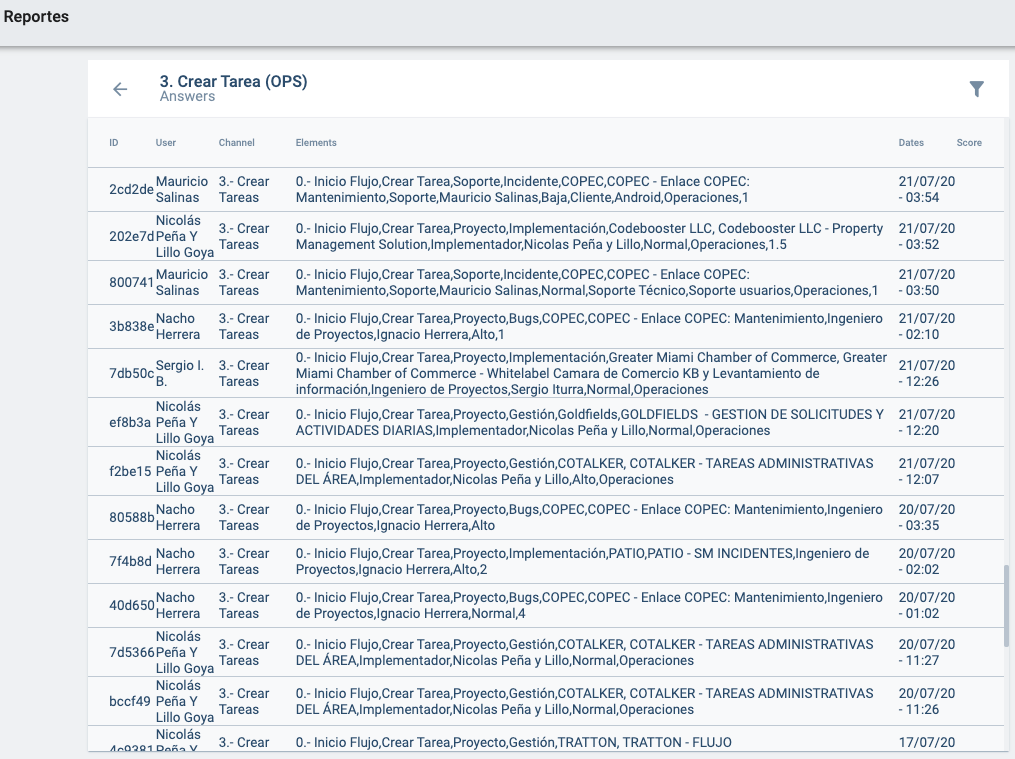 Reportes
3. Crear Tarea (OPS)
Answers
ID User Channel Elements Dates Score
2cd2de Mauricio Salinas 3.- Crear Tareas 0.- Inicio Flujo,Crear Tarea,Soporte,Incidente,COPEC,COPEC - Enlace COPEC: 21/07/20
Mantenimiento,Soporte,Mauricio Salinas,Baja,Cliente,Android,Operaciones,1 - 03:54
202e7d Nicolás Peña Y Lillo Goya 3.- Crear Tareas 0.- Inicio Flujo,Crear Tarea,Proyecto,Implementación,Codebooster LLC, Codebooster LLC - Property 21/07/20
Management Solution,Implementador,Nicolas Peña y Lillo,Normal,Operaciones,1.5 - 03:52
800741 Mauricio Salinas 3.- Crear Tareas 0.- Inicio Flujo,Crear Tarea,Soporte,Incidente,COPEC,COPEC - Enlace COPEC: 21/07/20
Mantenimiento,Soporte,Mauricio Salinas,Normal,Soporte Técnico,Soporte usuarios,Operaciones,1 - 03:50
3b838e Nacho Herrera 3.- Crear Tareas 0.- Inicio Flujo,Crear Tarea,Proyecto,Bugs,COPEC,COPEC - Enlace COPEC: Mantenimiento,Ingeniero 21/07/20
de Proyectos,Ignacio Herrera,Alto,1 - 02:10
7db50c Sergio I. B. 3.- Crear Tareas 0.- Inicio Flujo,Crear Tarea,Proyecto,Implementación,Greater Miami Chamber of Commerce, Greater 21/07/20
Miami Chamber of Commerce - Whitelabel Camara de Comercio KB y Levantamiento de - 12:26
información,Ingeniero de Proyectos,Sergio Iturra,Normal,Operaciones
ef8b3a Nicolás Peña Y Lillo Goya 3.- Crear Tareas 0.- Inicio Flujo,Crear Tarea,Proyecto,Gestión,Goldfields,GOLDFIELDS - GESTION DE SOLICITUDES Y 21/07/20
ACTIVIDADES DIARIAS,Implementador,Nicolas Peña y Lillo,Normal,Operaciones - 12:20
f2be15 Nicolás Peña Y Lillo Goya 3.- Crear Tareas 0.- Inicio Flujo,Crear Tarea,Proyecto,Gestión,COTALKER, COTALKER - TAREAS ADMINISTRATIVAS 21/07/20
DEL ÁREA,Implementador,Nicolas Peña y Lillo,Alto,Operaciones - 12:07
80588b Nacho Herrera 3.- Crear Tareas 0.- Inicio Flujo,Crear Tarea,Proyecto,Bugs,COPEC,COPEC - Enlace COPEC: Mantenimiento,Ingeniero 20/07/20
de Proyectos,Ignacio Herrera,Alto - 03:35
7f4b8d Nacho Herrera 3.- Crear Tareas 0.- Inicio Flujo,Crear Tarea,Proyecto,Implementación,PATIO,PATIO - SM INCIDENTES,Ingeniero de 20/07/20
Proyectos,Ignacio Herrera,Alto,2 - 02:02
40d650 Nacho Herrera 3.- Crear Tareas 0.- Inicio Flujo,Crear Tarea,Proyecto,Bugs,COPEC,COPEC - Enlace COPEC: Mantenimiento,Ingeniero 20/07/20
de Proyectos,Ignacio Herrera,Normal,4 - 01:02
7d5366 Nicolás Peña Y Lillo Goya 3.- Crear Tareas 0.- Inicio Flujo,Crear Tarea,Proyecto,Gestión,COTALKER, COTALKER - TAREAS ADMINISTRATIVAS 20/07/20
DEL ÁREA,Implementador,Nicolas Peña y Lillo,Normal,Operaciones - 11:27
bccf49 Nicolás Peña Y Lillo Goya 3.- Crear Tareas 0.- Inicio Flujo,Crear Tarea,Proyecto,Gestión,COTALKER, COTALKER - TAREAS ADMINISTRATIVAS 20/07/20
DEL ÁREA,Implementador,Nicolas Peña y Lillo,Normal,Operaciones - 11:26
4c9381 Nicolás Peña Y 3.- Crear 0.- Inicio Flujo,Crear Tarea,Proyecto,Gestión,TRATTON, TRATTON - FLUJO 17/07/20